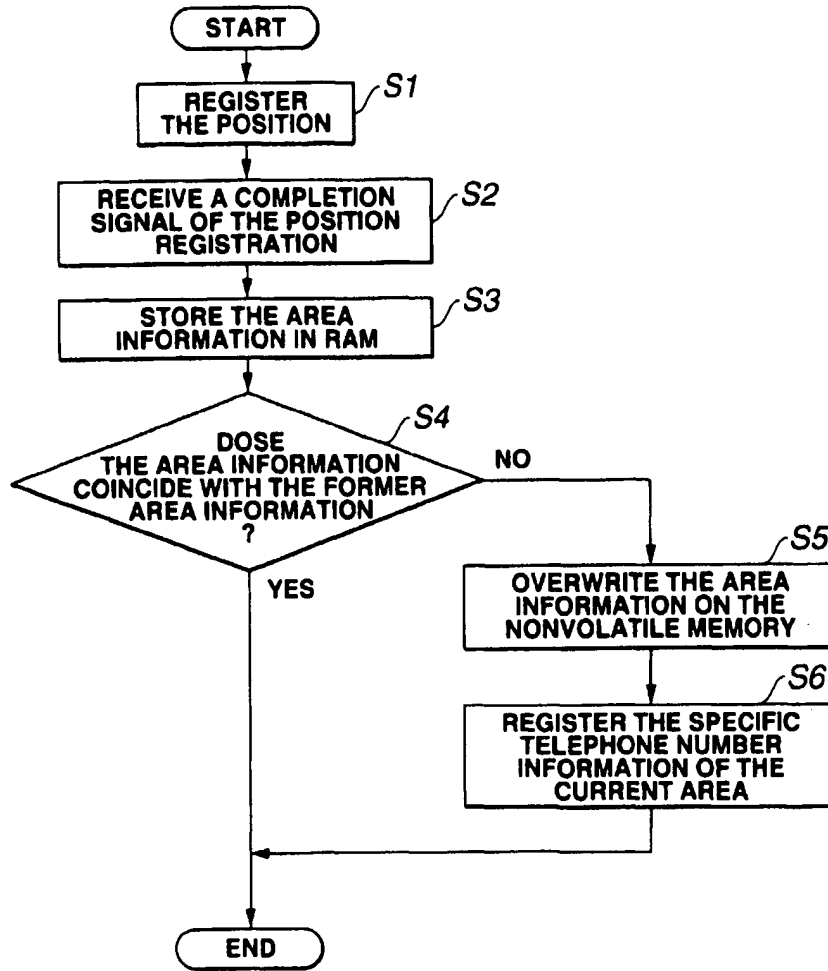 START
S1
REGISTER
THE POSITION
S2
RECEIVE A COMPLETION
SIGNAL OF THE POSITION
REGISTRATION
S3
STORE THE AREA
INFORMATION IN RAM
S4
DOSE
THE AREA INFORMATION
COINCIDE WITH THE FORMER
AREA INFORMATION
?
NO
YES
S5
OVERWRITE THE AREA
INFORMATION ON THE
NONVOLATILE MEMORY
S6
REGISTER THE SPECIFIC
TELEPHONE NUMBER
INFORMATION OF THE
CURRENT AREA
END